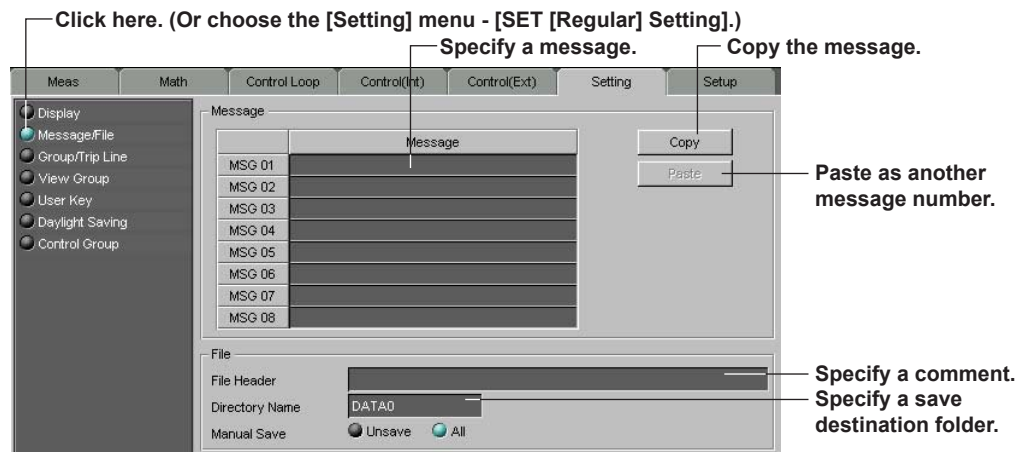 Click here. (Or choose the [Setting] menu - [SET [Regular] Setting].)
Specify a message.
Copy the message.
Meas
Math
Control Loop
Control(Int)
Control(Ext)
Setting
Setup
Display
Message/File
Group/Trip Line
View Group
User Key
Daylight Saving
Control Group
Message
Message
MSG 01
MSG 02
MSG 03
MSG 04
MSG 05
MSG 06
MSG 07
MSG 08
Copy
Paste
Paste as another
message number.
File
File Header
Directory Name
DATA0
Manual Save
Unsave
All
Specify a comment.
Specify a save
destination folder.